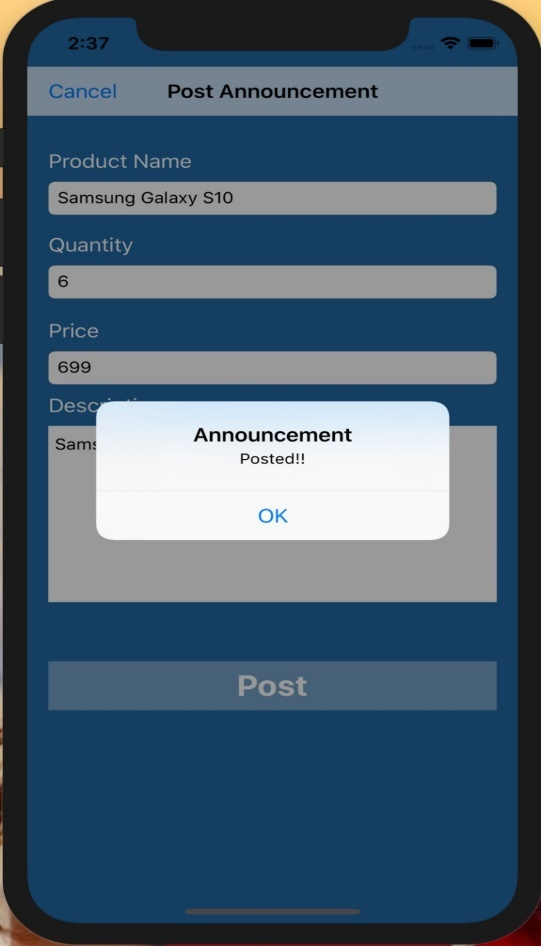 2:37
Cancel Post Announcement
Product Name
Samsung Galaxy S10
Quantity
6
Price
699
Announcement
Posted!!
OK
Post